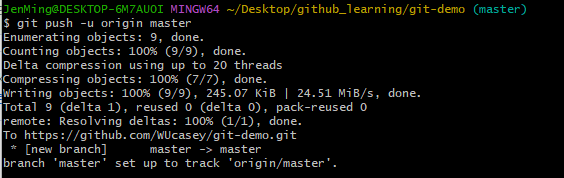 JenMing@DESKTOP-6M7AUOI MINGW64 ~/Desktop/github_learning/git-demo (master)
$ git push -u origin master
Enumerating objects: 9, done.
Counting objects: 100% (9/9), done.
Delta compression using up to 20 threads
Compressing objects: 100% (7/7), done.
Writing objects: 100% (9/9), 245.07 KiB | 24.51 MiB/s, done.
Total 9 (delta 1), reused 0 (delta 0), pack-reused 0
remote: Resolving deltas: 100% (1/1), done.
To https://github.com/WUcasey/git-demo.git
 * [new branch]      master -> master
branch 'master' set up to track 'origin/master'.